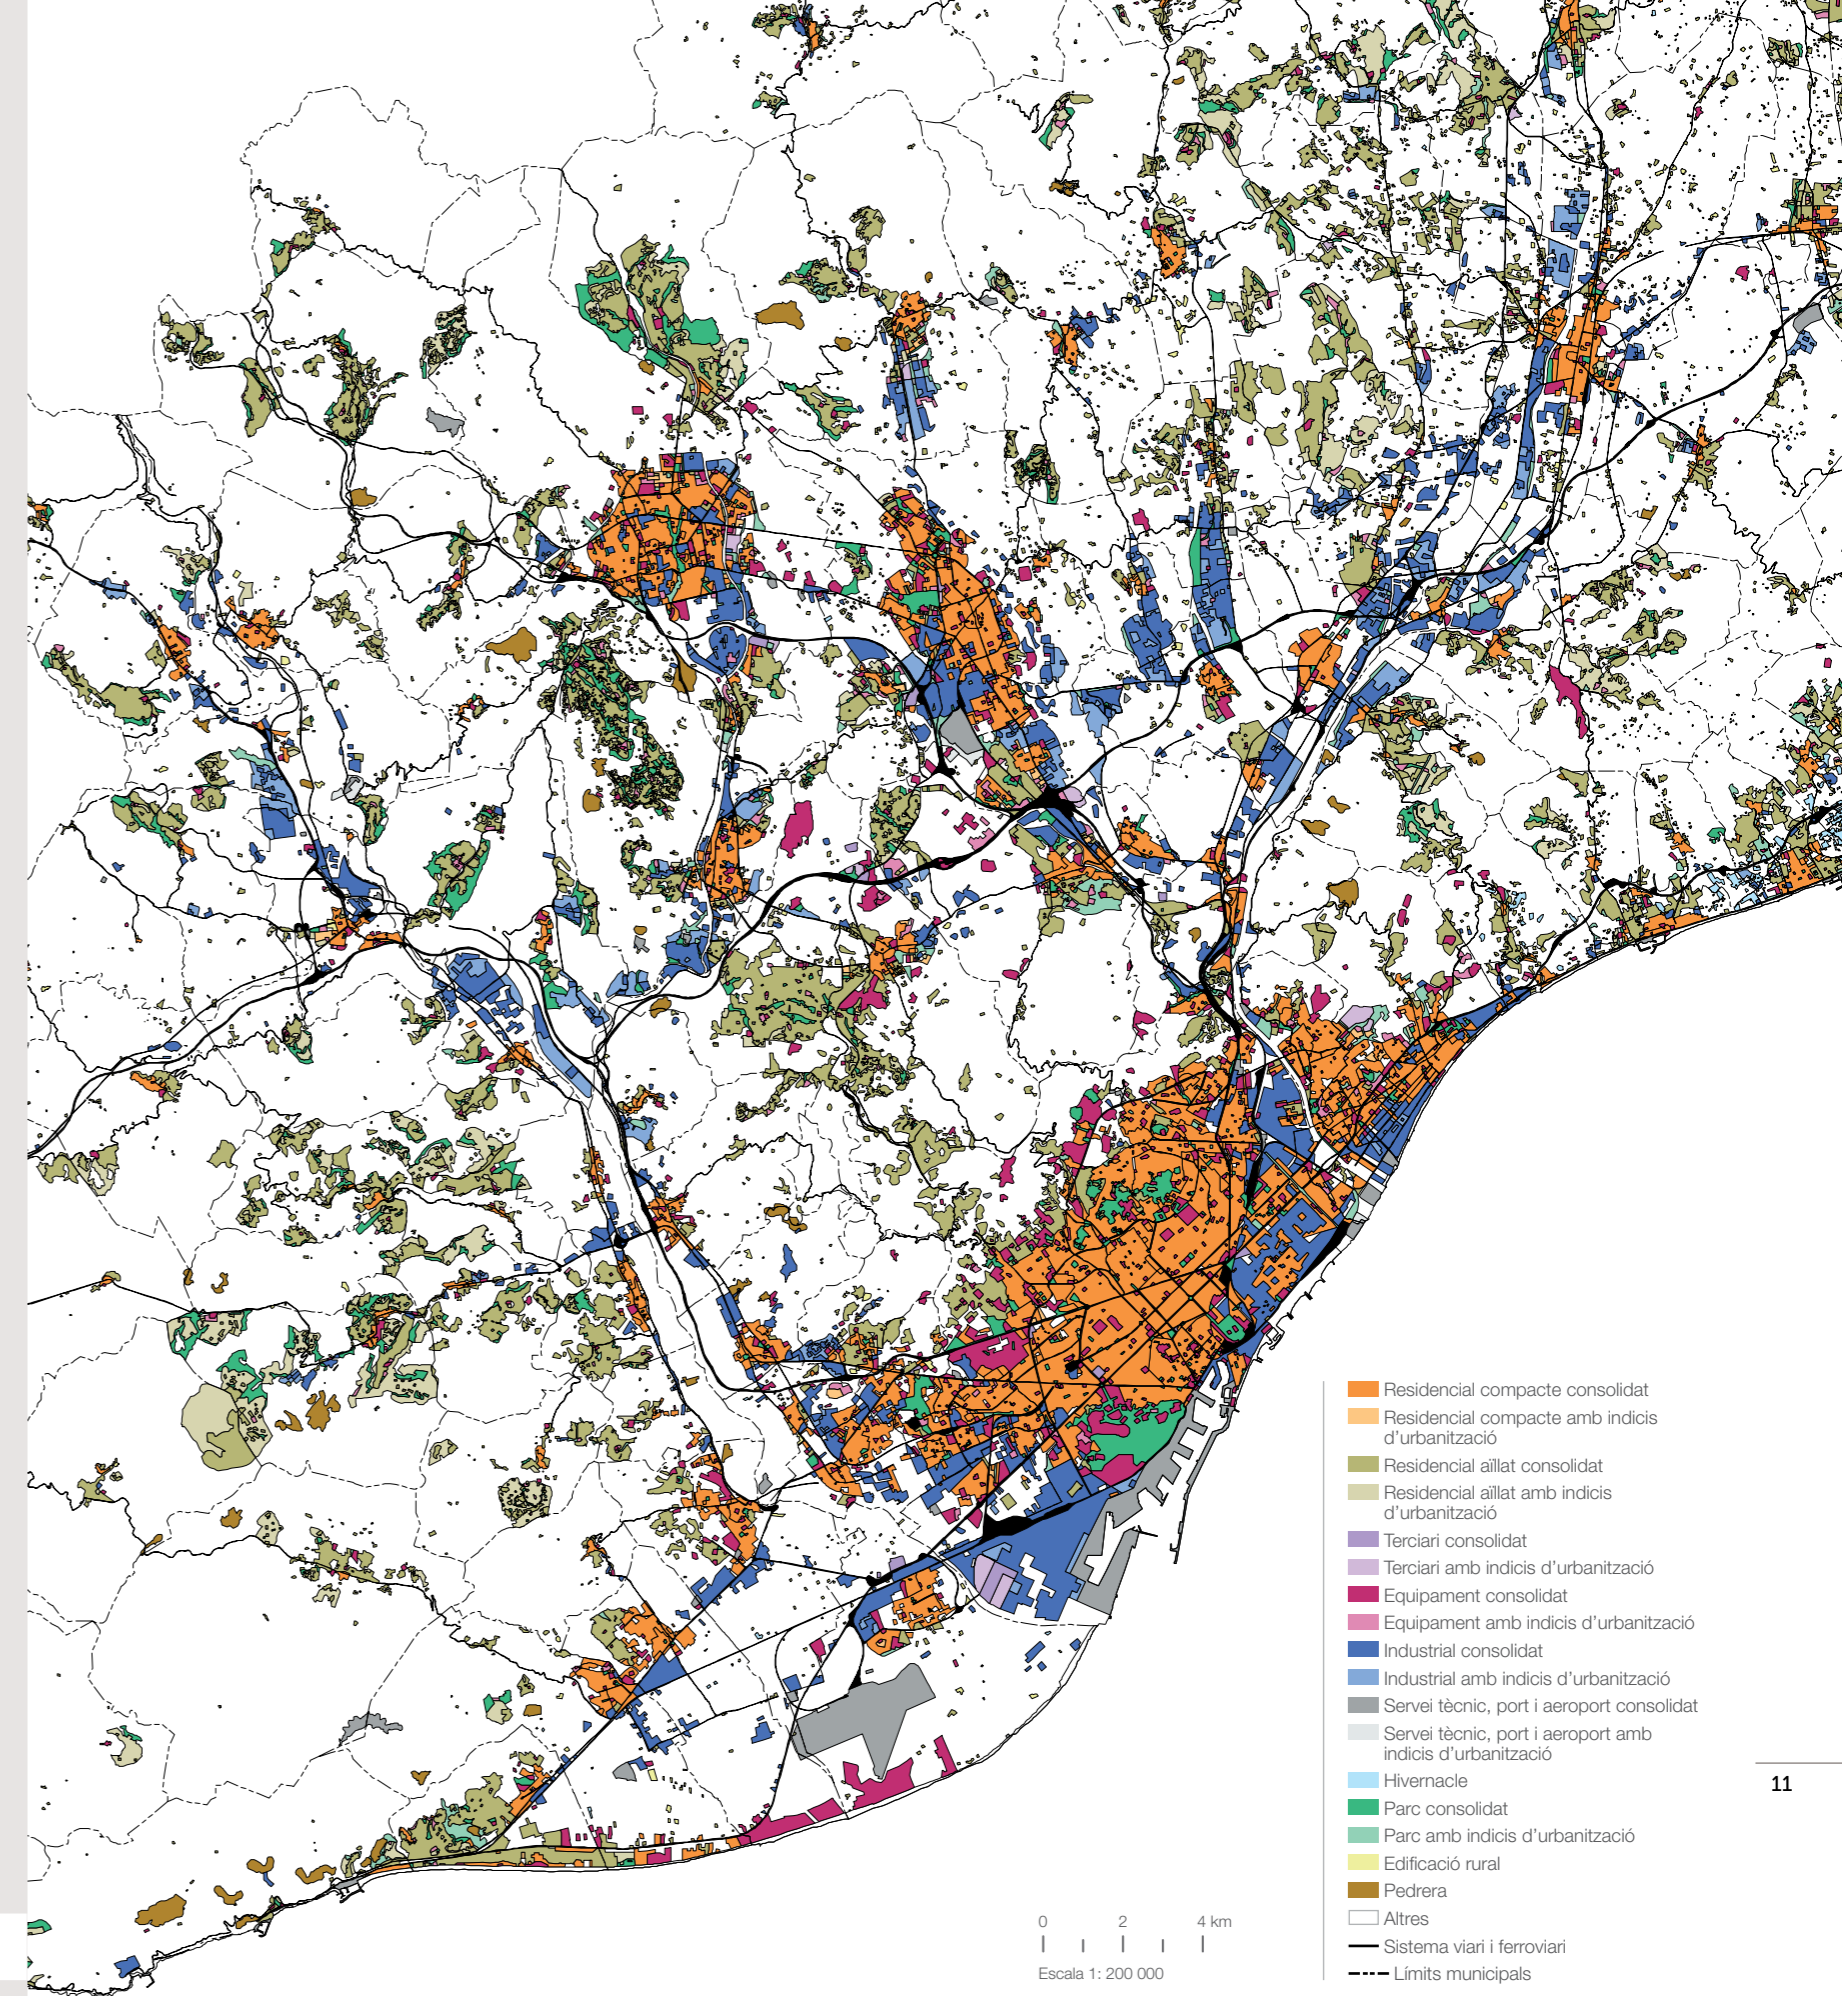 Residencial compacte consolidat
Residencial compacte amb indicis
d'urbanització
Residencial aïllat consolidat
Residencial aïllat amb indicis
d'urbanització
Terciari consolidat
Terciari amb indicis d'urbanització
Equipament consolidat
Equipament amb indicis d'urbanització
Industrial consolidat
Industrial amb indicis d'urbanització
Servei tècnic, port i aeroport consolidat
Servei tècnic, port i aeroport amb
indicis d'urbanització
Hivernacle
Parc consolidat
Parc amb indicis d'urbanització
Edificació rural
Pedrera
Altres
Sistema viari i ferroviari
Límits municipals
11
0 2 4 km
Escala 1: 200 000